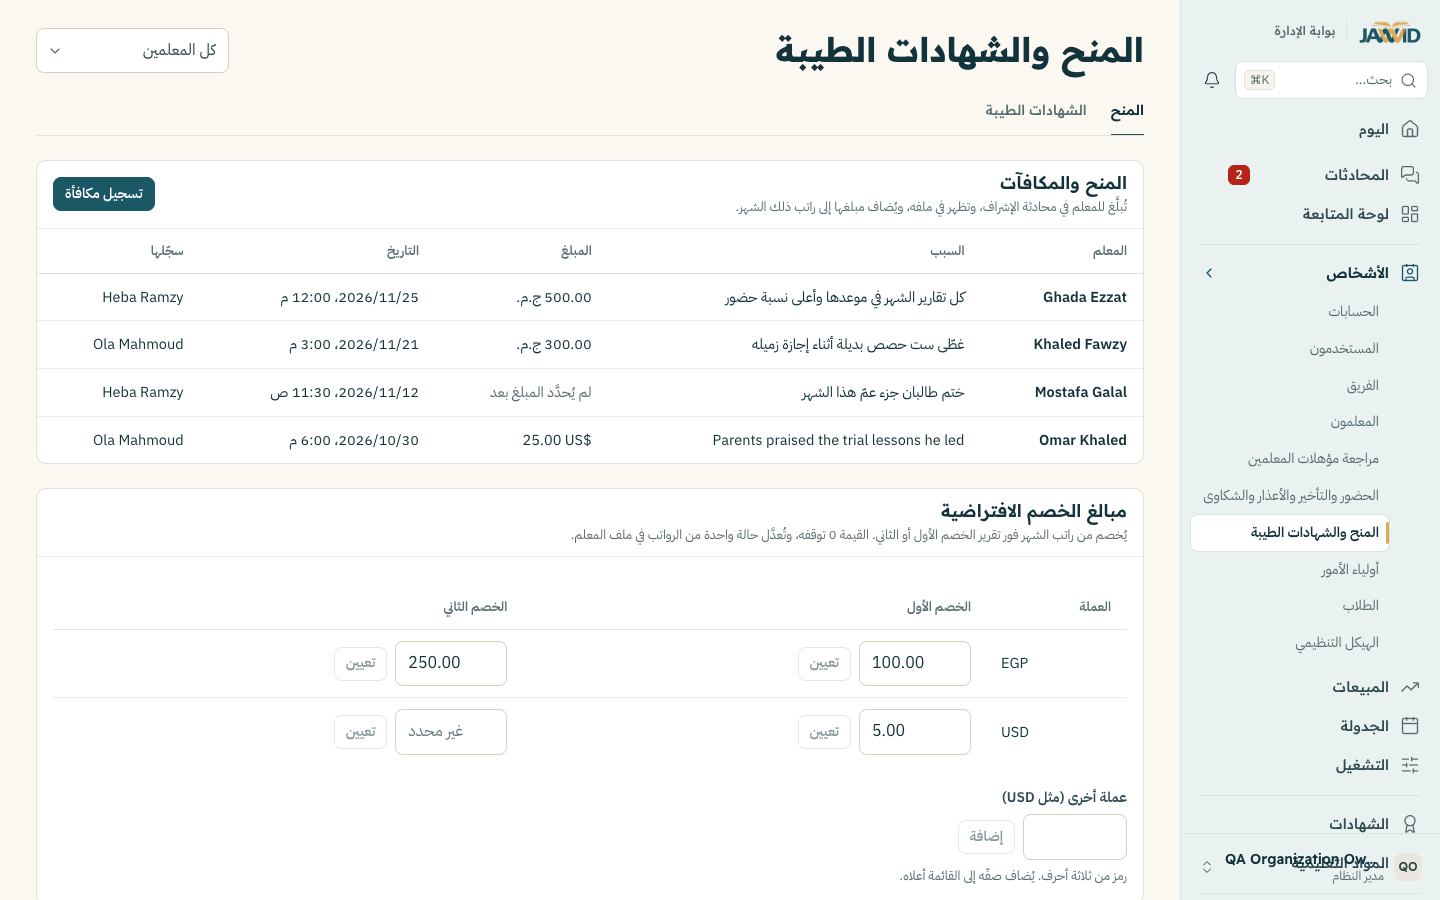 JAWWID
بوابة الإدارة
بحث...
⌘K
اليوم
المحادثات
2
لوحة المتابعة
الأشخاص
الحسابات
المستخدمون
الفريق
المعلمون
مراجعة مؤهلات المعلمين
الحضور والتأخير والأعذار والشكاوى
المنح والشهادات الطيبة
أولياء الأمور
الطلاب
الهيكل التنظيمي
المبيعات
الجدولة
التشغيل
الشهادات
المواد التعليمية
QO
QA Organization Ow...
مدير النظام
المنح والشهادات الطيبة
كل المعلمين
المنح
الشهادات الطيبة
المنح والمكافآت
تُبلَّغ للمعلم في محادثة الإشراف، وتظهر في ملفه، ويُضاف مبلغها إلى راتب ذلك الشهر.
تسجيل مكافأة
المعلم السبب المبلغ التاريخ سجّلها
Ghada Ezzat كل تقارير الشهر في موعدها وأعلى نسبة حضور 500.00 ج.م. 2026/11/25، 12:00 م Heba Ramzy
Khaled Fawzy غطّى ست حصص بديلة أثناء إجازة زميله 300.00 ج.م. 2026/11/21، 3:00 م Ola Mahmoud
Mostafa Galal ختم طالبان جزء عمّ هذا الشهر لم يُحدَّد المبلغ بعد 2026/11/12، 11:30 ص Heba Ramzy
Omar Khaled Parents praised the trial lessons he led 25.00 US$ 2026/10/30، 6:00 م Ola Mahmoud
مبالغ الخصم الافتراضية
يُخصم من راتب الشهر فور تقرير الخصم الأول أو الثاني. القيمة 0 توقفه، وتُعدَّل حالة واحدة من الرواتب في ملف المعلم.
العملة الخصم الأول الخصم الثاني
EGP 100.00 تعيين 250.00 تعيين
USD 5.00 تعيين غير محدد تعيين
عملة أخرى (مثل USD)
إضافة
رمز من ثلاثة أحرف. يُضاف صفّه إلى القائمة أعلاه.